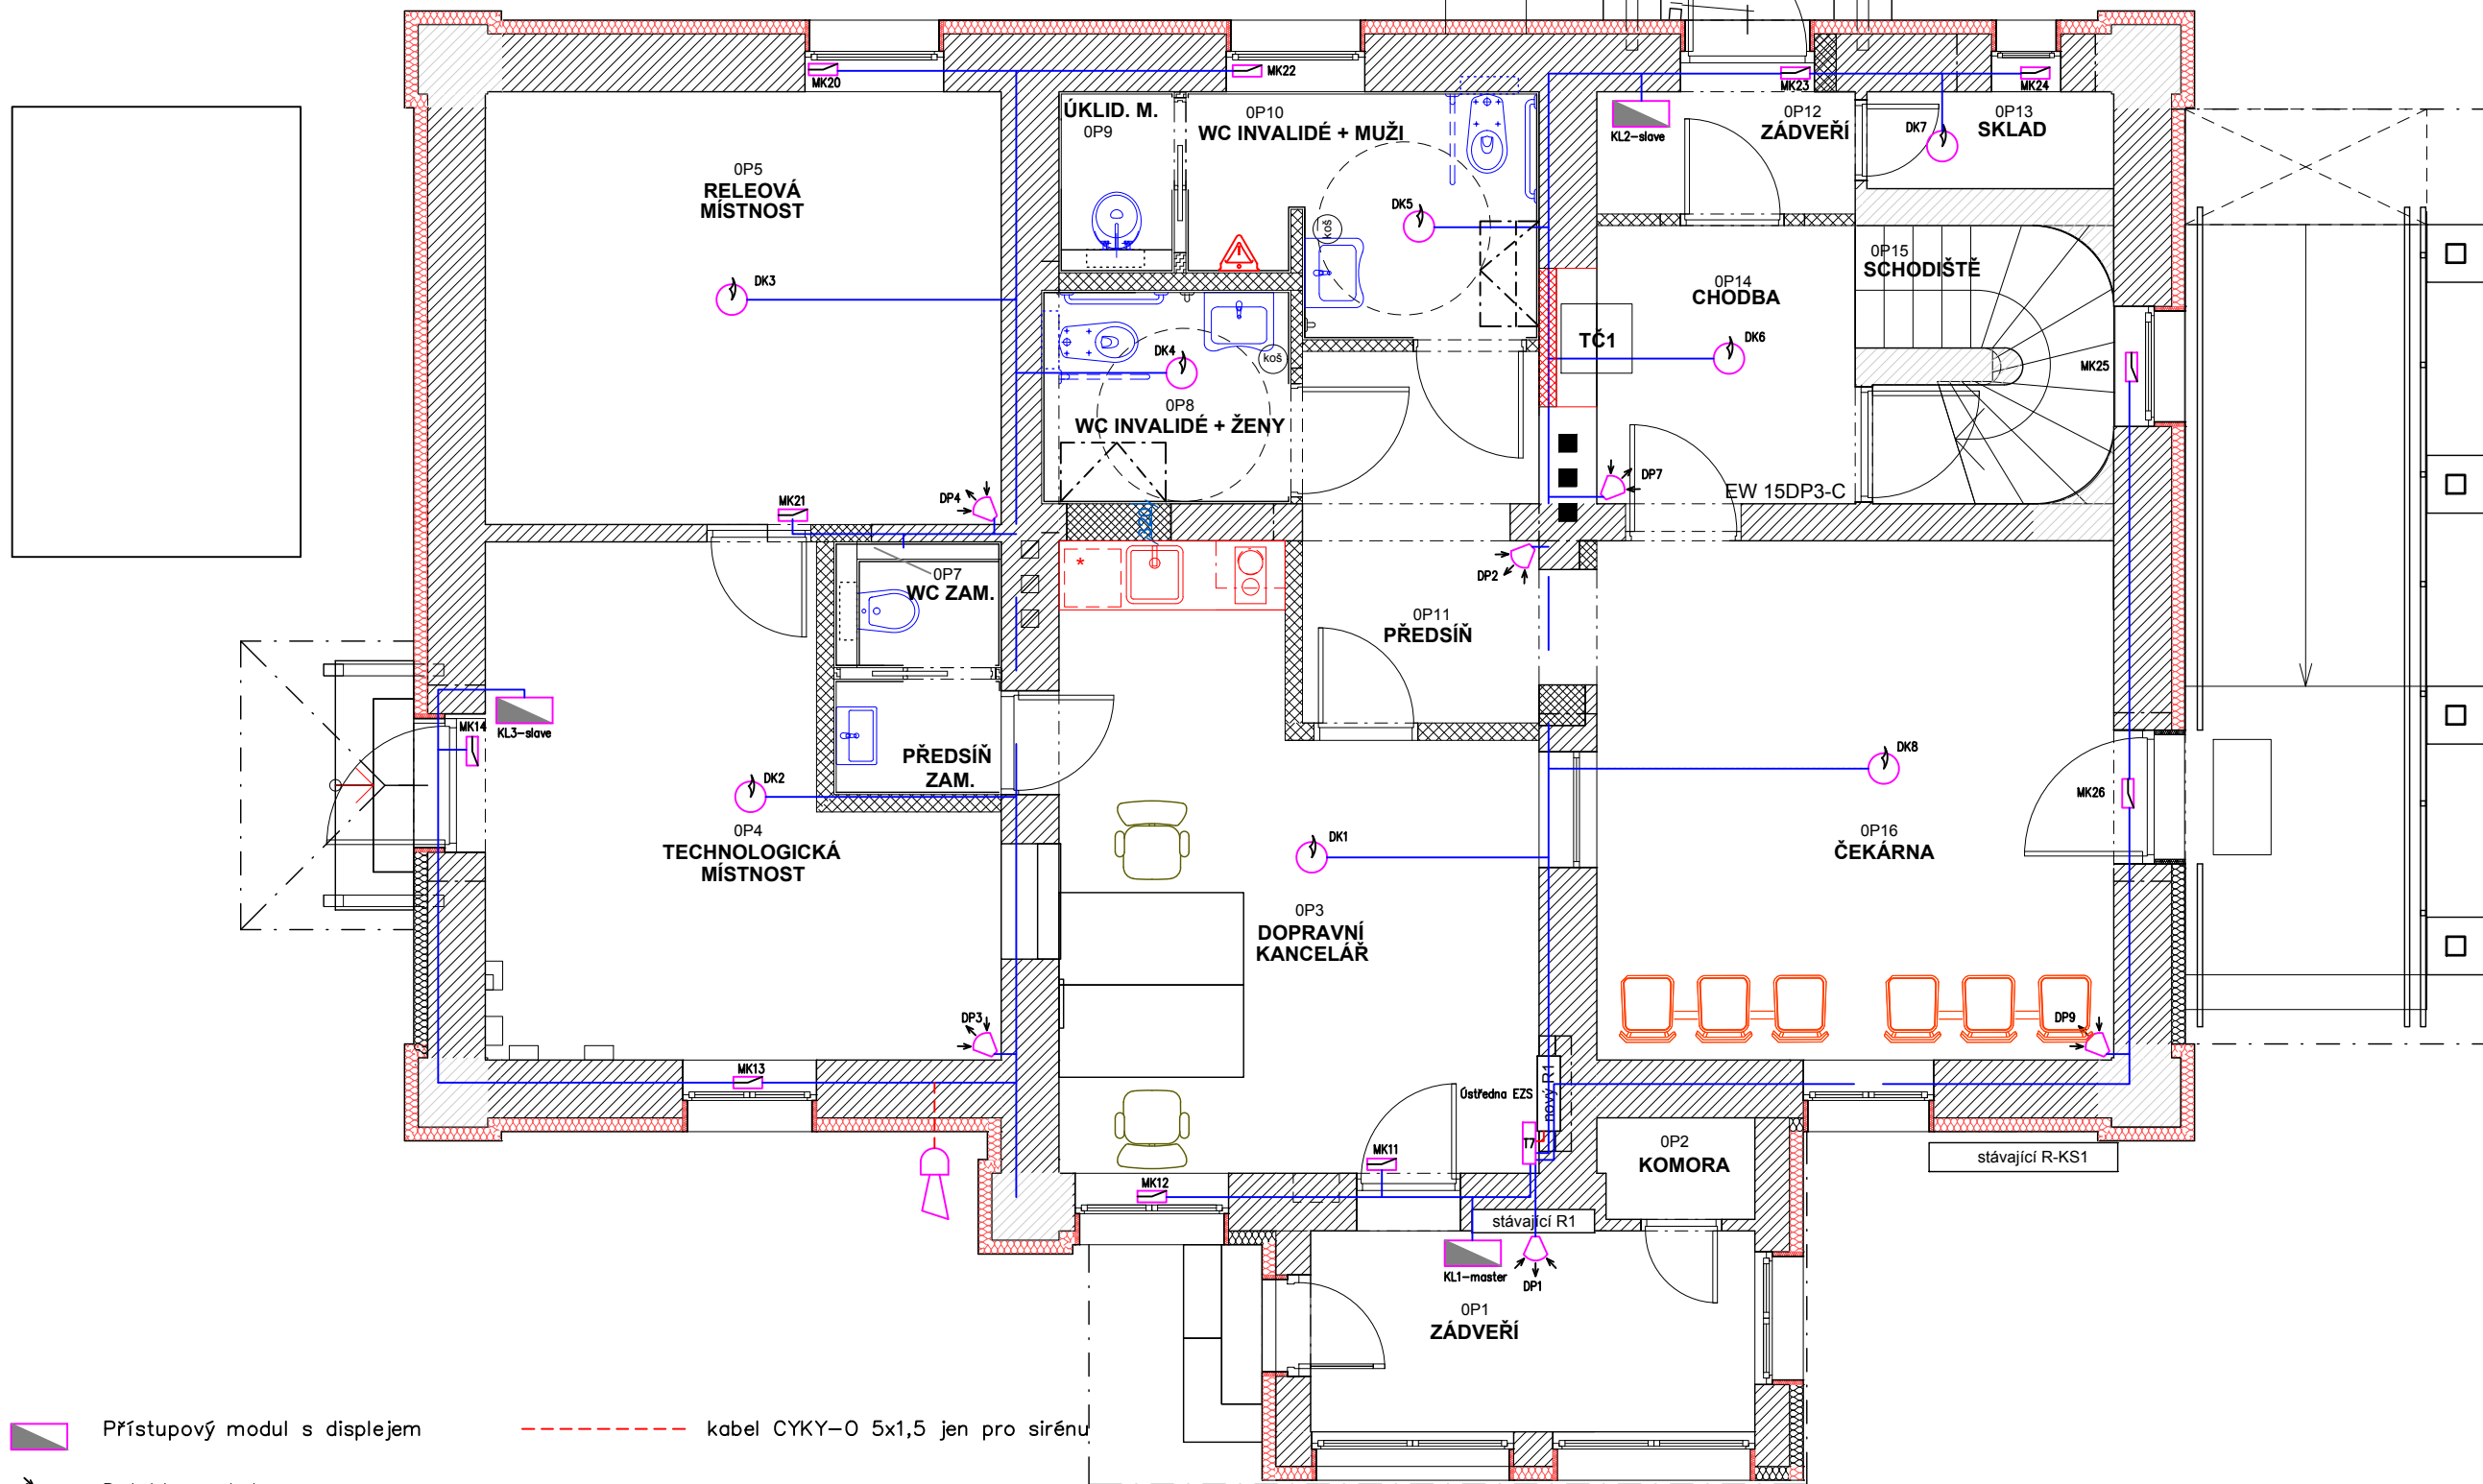 MK20
MK22
MK23
MK24
ÚKLID. M.
0P9
0P10
WC INVALIDÉ + MUŽI
KL2-slave
0P12
ZÁDVEŘÍ
DK7
0P13
SKLAD
0P5
RELEOVÁ
MÍSTNOST
DK5
koš
DK3
0P14
CHODBA
0P15
SCHODIŠTĚ
TČ1
DK6
DK4
koš
MK25
0P8
WC INVALIDÉ + ŽENY
DP4
MK21
DP7
EW 15DP3-C
DP2
0P7
WC ZAM.
0P11
PŘEDSÍŇ
MK14
KL3-slave
PŘEDSÍŇ
ZAM.
DK2
DK8
MK26
0P4
TECHNOLOGICKÁ
MÍSTNOST
DK1
0P16
ČEKÁRNA
0P3
DOPRAVNÍ
KANCELÁŘ
DP3
DP9
MK13
Ústředna EZS
nový R1
T7
MK11
MK12
0P2
KOMORA
stávající R-KS1
stávající R1
KL1-master
DP1
0P1
ZÁDVEŘÍ
Přístupový modul s displejem
kabel CYKY-O 5x1,5 jen pro sirénu